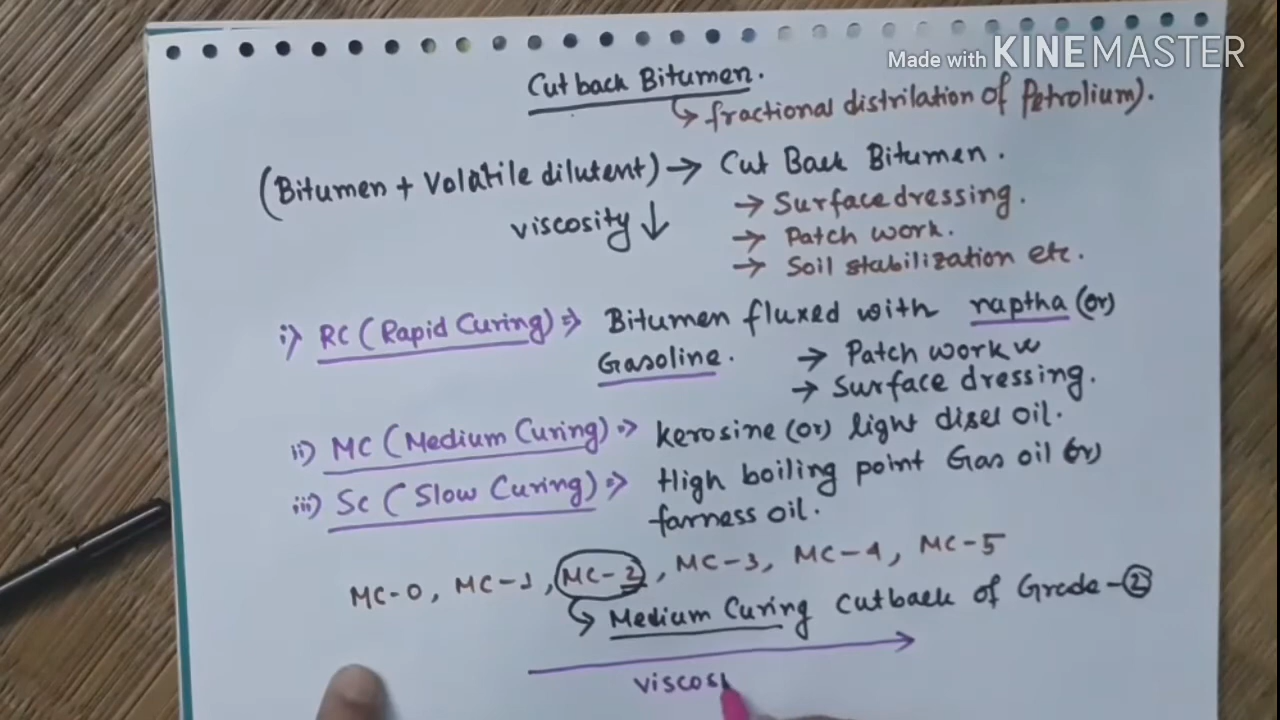 Made with KINEMASTER
Cut back Bitumen.
↳ fractional distrilation of Petrolium).
(Bitumen + Volatile dilutent) → Cut Back Bitumen.
viscosity ↓
→ Surface dressing.
→ Patch work.
→ Soil stabilization etc.
i) RC (Rapid Curing) => Bitumen fluxed with naptha (or)
Gasoline. → Patch work w
→ Surface dressing.
ii) MC (Medium Curing) => kerosine (or) light disel oil.
iii) SC (Slow Curing) => High boiling point Gas oil (or)
farness oil.
MC-0, MC-1, MC-2, MC-3, MC-4, MC-5
↳ Medium Curing cutback of Grade-2
viscosi